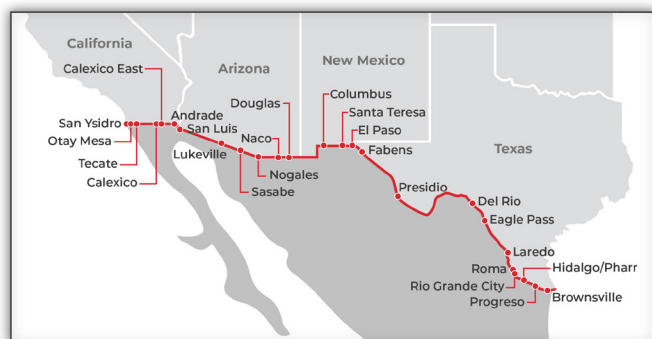 California
Arizona
New Mexico
Texas
Calexico East
San Ysidro
Otay Mesa
Tecate
Calexico
Andrade
San Luis
Lukeville
Sasabe
Nogales
Naco
Douglas
Columbus
Santa Teresa
El Paso
Fabens
Presidio
Del Rio
Eagle Pass
Laredo
Roma
Rio Grande City
Hidalgo/Pharr
Progreso
Brownsville